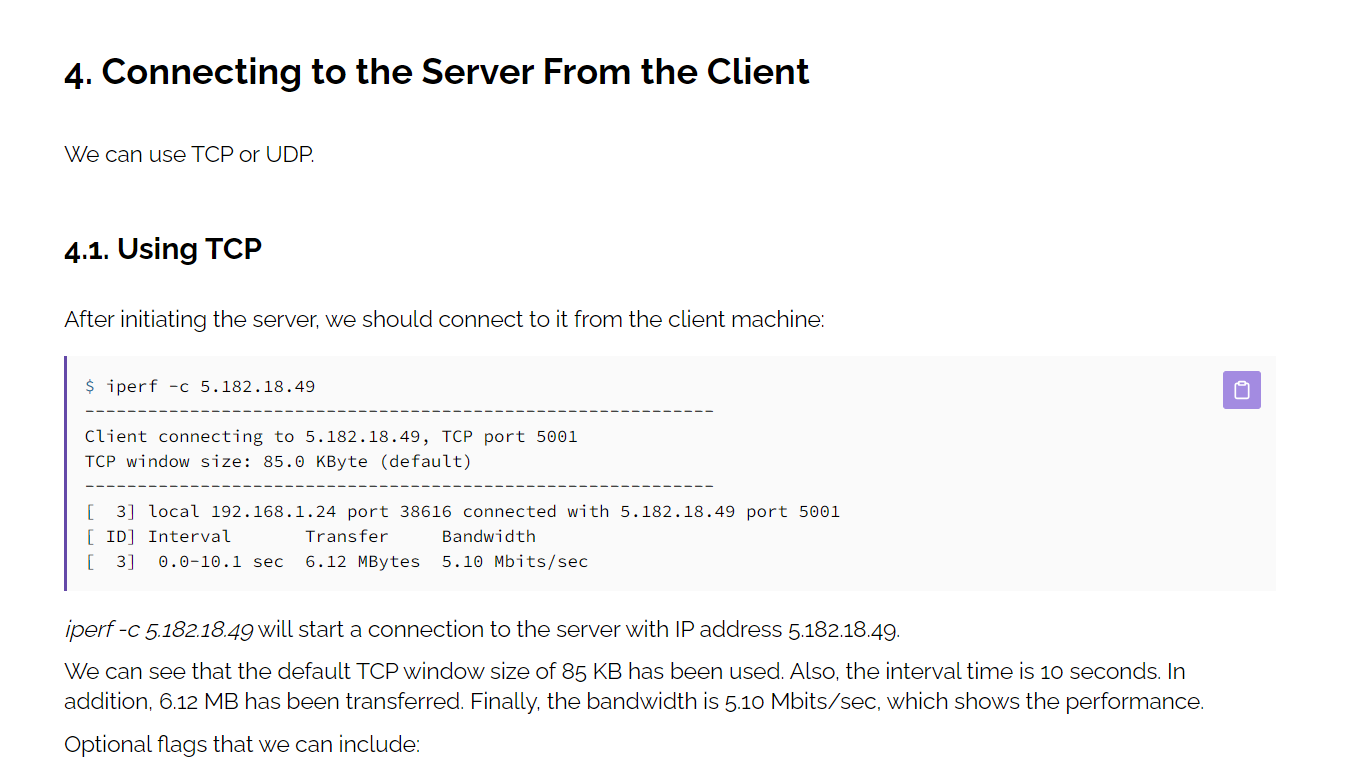 4. Connecting to the Server From the Client
We can use TCP or UDP.
4.1. Using TCP
After initiating the server, we should connect to it from the client machine:
$ iperf -c 5.182.18.49
------------------------------------------------------------
Client connecting to 5.182.18.49, TCP port 5001
TCP window size: 85.0 KByte (default)
------------------------------------------------------------
[  3] local 192.168.1.24 port 38616 connected with 5.182.18.49 port 5001
[ ID] Interval       Transfer     Bandwidth
[  3]  0.0-10.1 sec  6.12 MBytes  5.10 Mbits/sec
iperf -c 5.182.18.49 will start a connection to the server with IP address 5.182.18.49.
We can see that the default TCP window size of 85 KB has been used. Also, the interval time is 10 seconds. In
addition, 6.12 MB has been transferred. Finally, the bandwidth is 5.10 Mbits/sec, which shows the performance.
Optional flags that we can include: